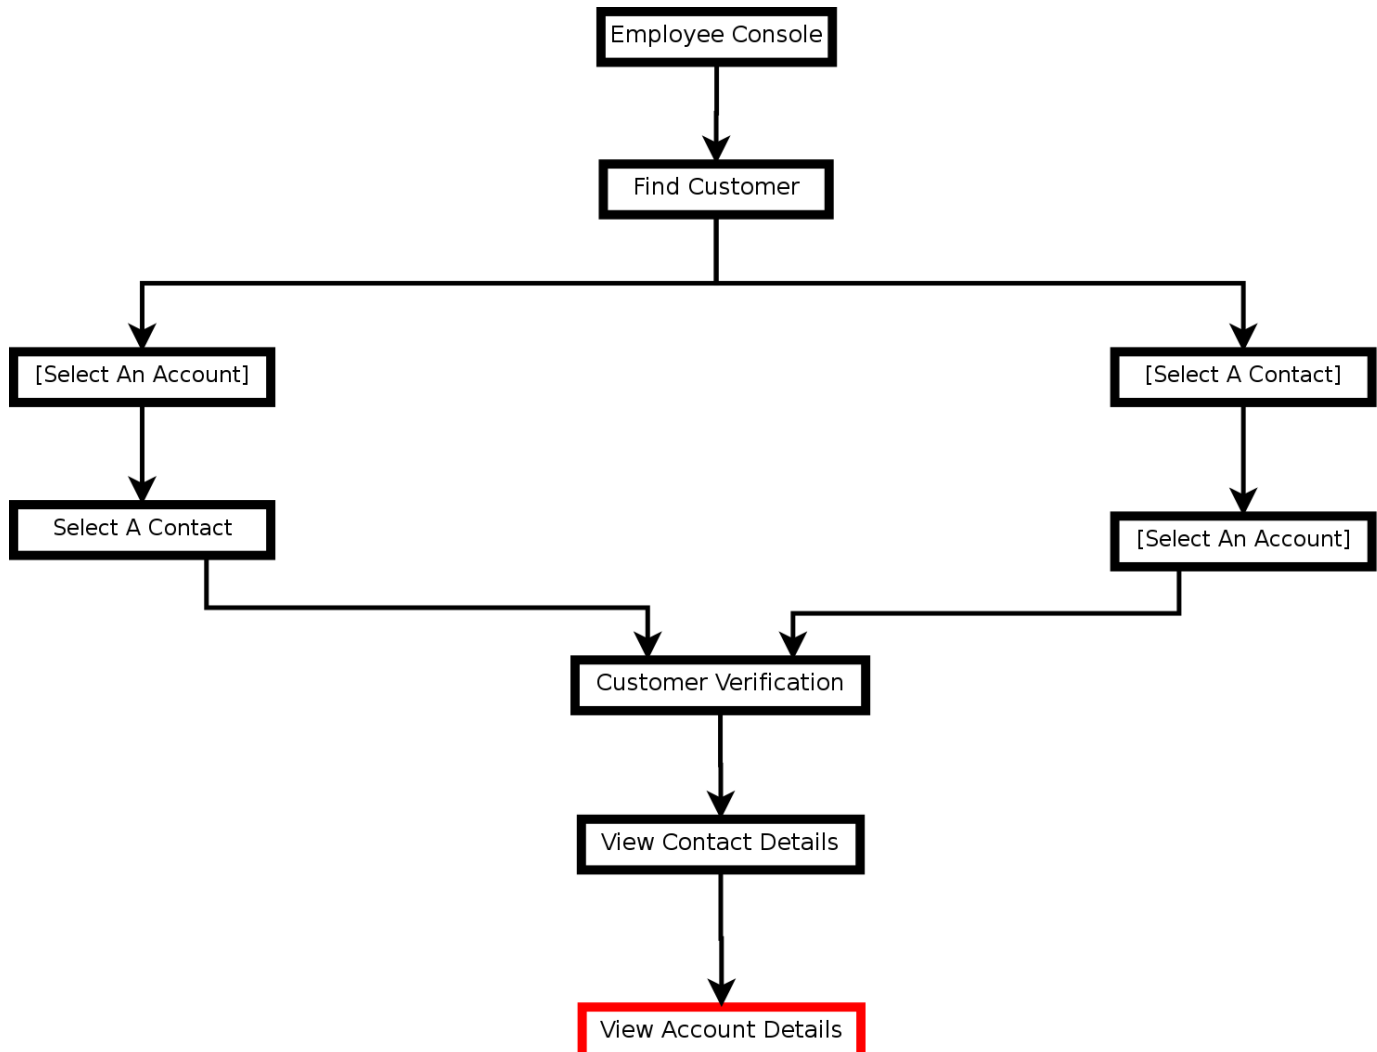 Employee Console
Find Customer
[Select An Account]
[Select A Contact]
Select A Contact
[Select An Account]
Customer Verification
View Contact Details
View Account Details